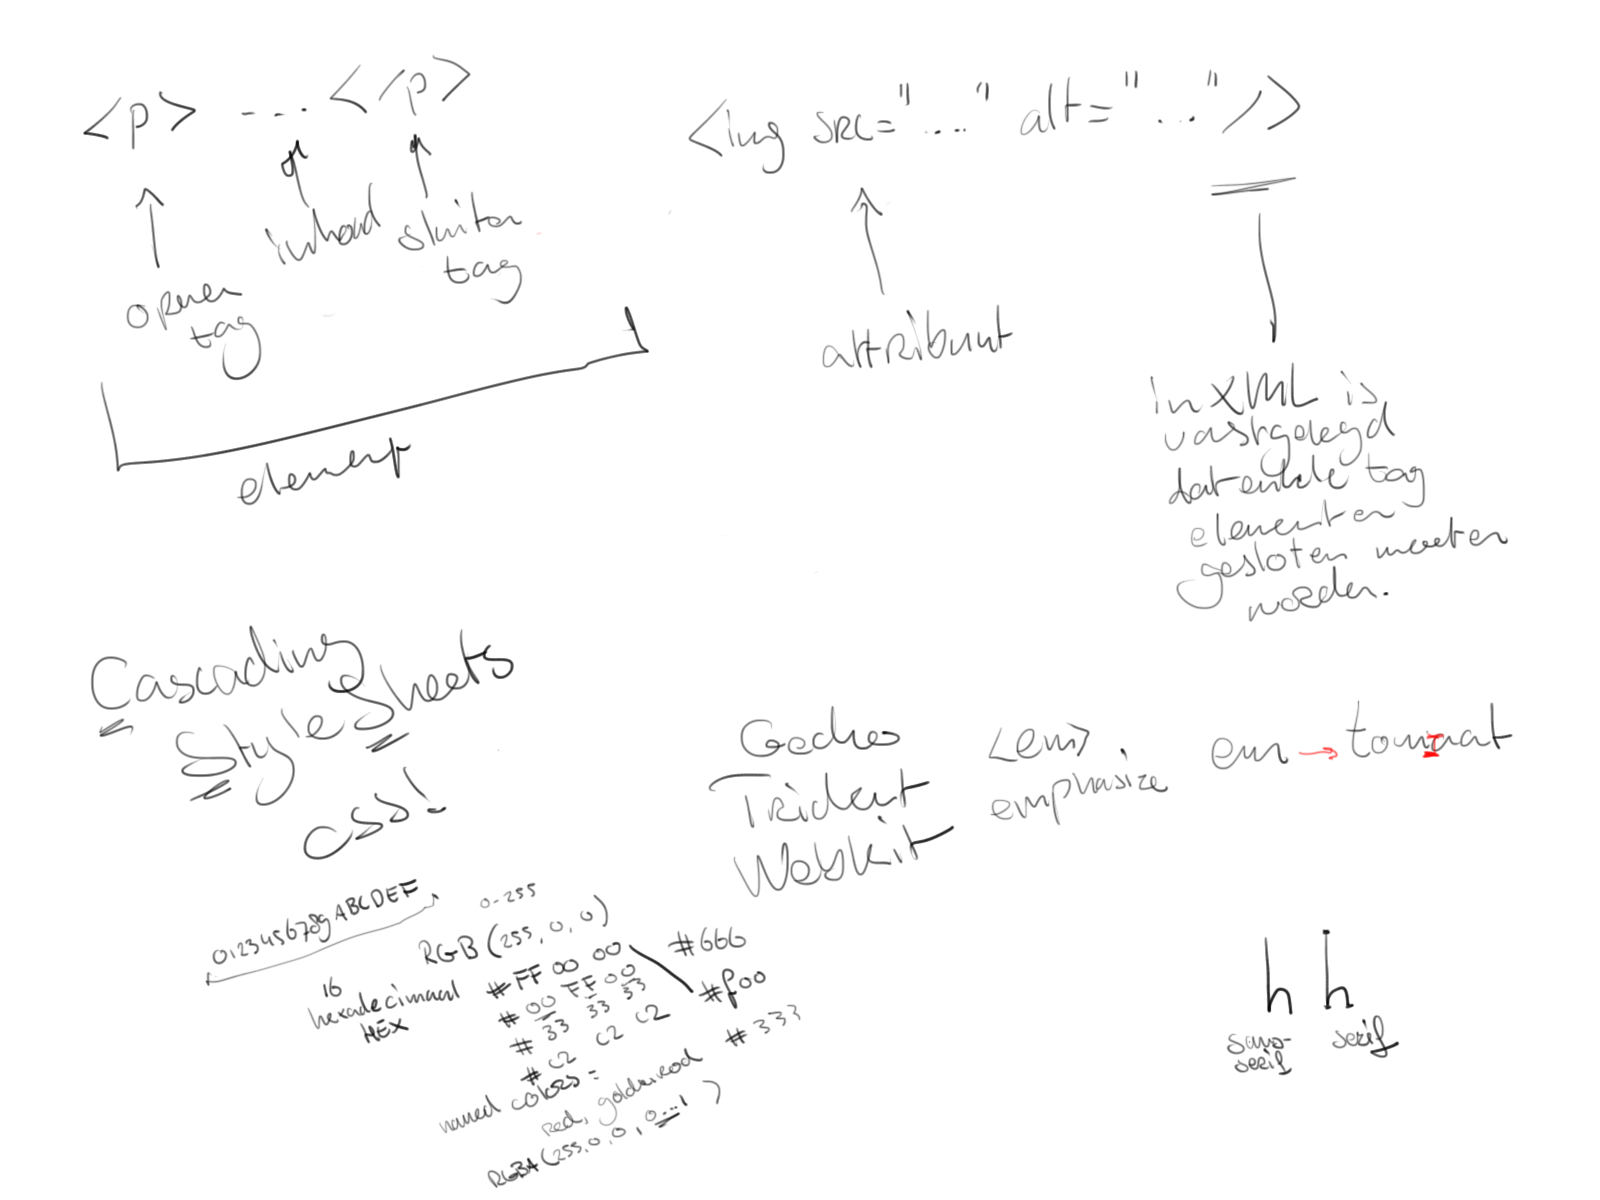 <p> ... </p>
inhoud
sluiten
tag
openen
tag
element
<img src="..." alt="..." />
attribuut
in XML is
vastgelegd
dat enkele tag
elementen
gesloten moeten
worden.
Cascading
Style Sheets
CSS!
Gecko
Trident
Webkit
<em>
emphasize
em → tomaat
0123456789ABCDEF
16
hexadecimaal
HEX
0-255
RGB (255, 0, 0)
#FF 00 00
# 00 FF 00
# 33 33 33
# C2 C2 C2
#666
#f00
#333
named colors =
red, goldenrod
RGBA (255, 0, 0, 0...1 )
h h
sans-
serif
serif